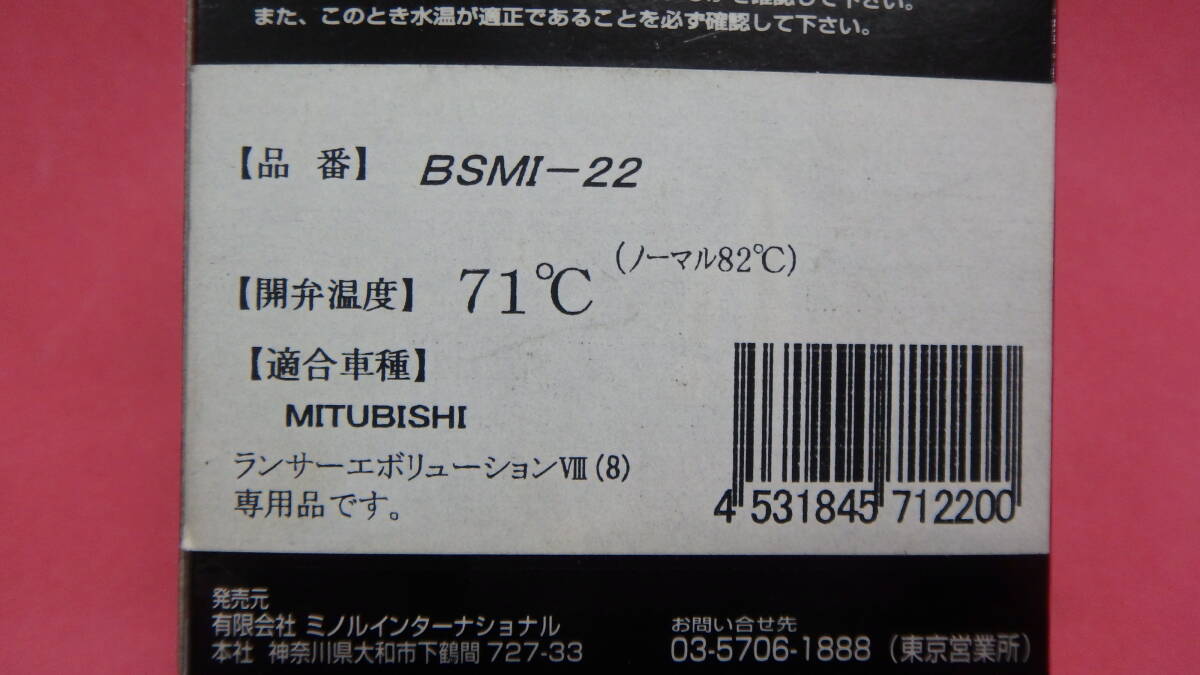 また、このとき水温が適正であることを必ず確認して下さい。
【品 番】 BSMI-22
【開弁温度】 71℃ (ノーマル82℃)
【適合車種】
MITUBISHI
ランサーエボリューションⅧ(8)
専用品です。
4 531845 712200
発売元
有限会社 ミノルインターナショナル
本社 神奈川県大和市下鶴間 727-33
お問い合せ先
03-5706-1888 (東京営業所)